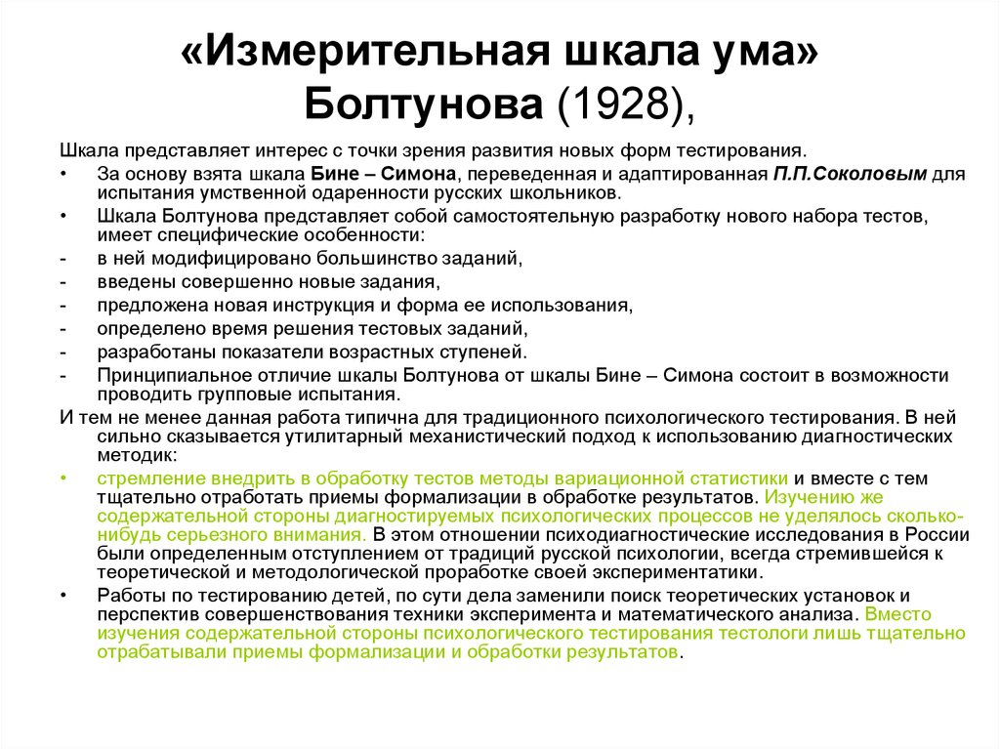 «Измерительная шкала ума»
Болтунова (1928),
Шкала представляет интерес с точки зрения развития новых форм тестирования.
• За основу взята шкала Бине – Симона, переведенная и адаптированная П.П.Соколовым для
испытания умственной одаренности русских школьников.
• Шкала Болтунова представляет собой самостоятельную разработку нового набора тестов,
имеет специфические особенности:
- в ней модифицировано большинство заданий,
- введены совершенно новые задания,
- предложена новая инструкция и форма ее использования,
- определено время решения тестовых заданий,
- разработаны показатели возрастных ступеней.
- Принципиальное отличие шкалы Болтунова от шкалы Бине – Симона состоит в возможности
проводить групповые испытания.
И тем не менее данная работа типична для традиционного психологического тестирования. В ней
сильно сказывается утилитарный механистический подход к использованию диагностических
методик:
• стремление внедрить в обработку тестов методы вариационной статистики и вместе с тем
тщательно отработать приемы формализации в обработке результатов. Изучению же
содержательной стороны диагностируемых психологических процессов не уделялось сколько-
нибудь серьезного внимания. В этом отношении психодиагностические исследования в России
были определенным отступлением от традиций русской психологии, всегда стремившейся к
теоретической и методологической проработке своей экспериментатики.
• Работы по тестированию детей, по сути дела заменили поиск теоретических установок и
перспектив совершенствования техники эксперимента и математического анализа. Вместо
изучения содержательной стороны психологического тестирования тестологи лишь тщательно
отрабатывали приемы формализации и обработки результатов.